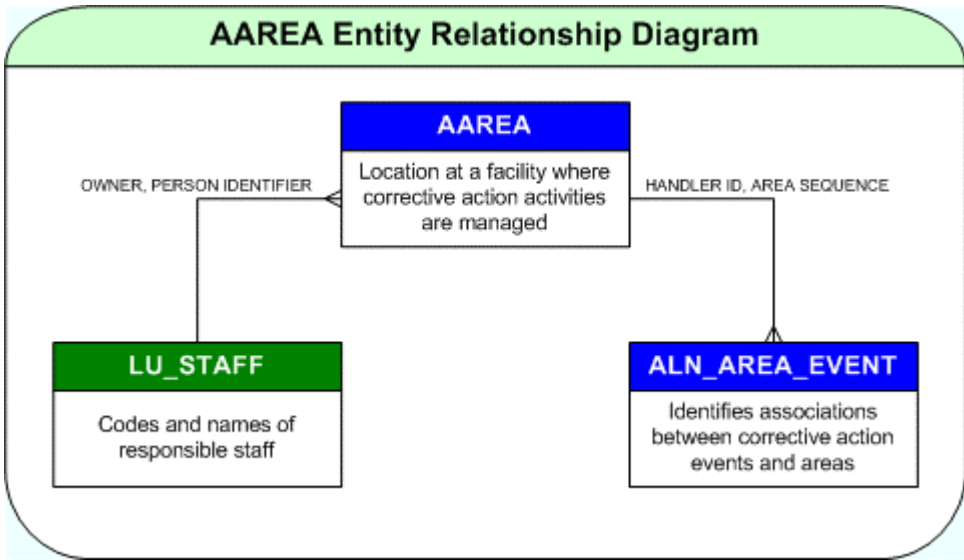 AAREA Entity Relationship Diagram
AAREA
Location at a facility where
corrective action activities
are managed
OWNER, PERSON IDENTIFIER
HANDLER ID, AREA SEQUENCE
LU_STAFF
Codes and names of
responsible staff
ALN_AREA_EVENT
Identifies associations
between corrective action
events and areas